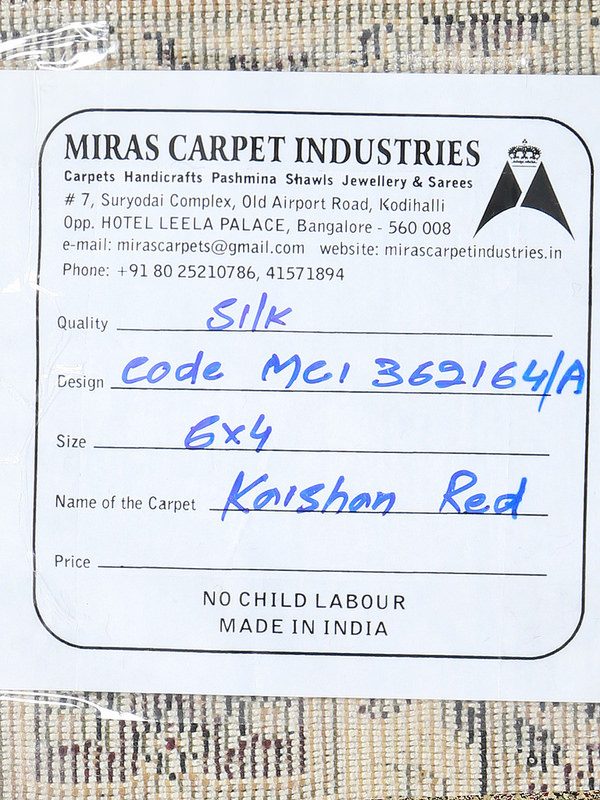 MIRAS CARPET INDUSTRIES
Carpets Handicrafts Pashmina Shawls Jewellery & Sarees
# 7, Suryodai Complex, Old Airport Road, Kodihalli
Opp. HOTEL LEELA PALACE, Bangalore - 560 008
e-mail: mirascarpets@gmail.com website: mirascarpetindustries.in
Phone: +91 80 25210786, 41571894
Quality Silk
Design Code MCI 362164/A
Size 6x4
Name of the Carpet Kaishan Red
Price
NO CHILD LABOUR
MADE IN INDIA